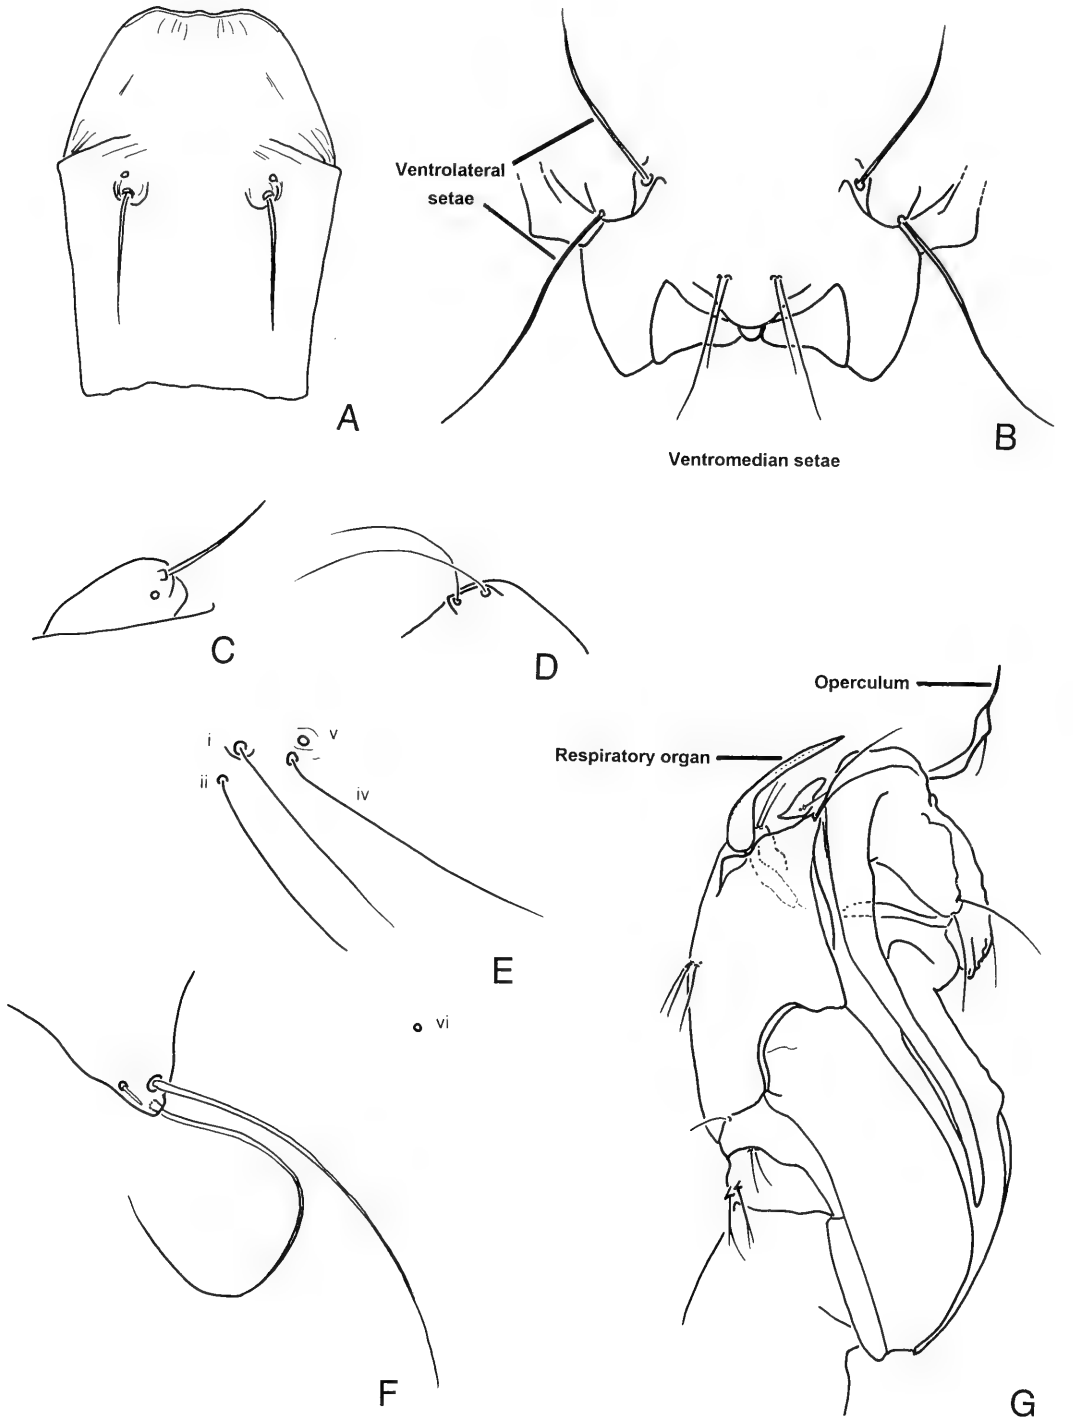 A
Ventrolateral
setae
B
Ventromedian setae
C
D
Operculum
Respiratory organ
i
v
ii
iv
E
vi
F
G